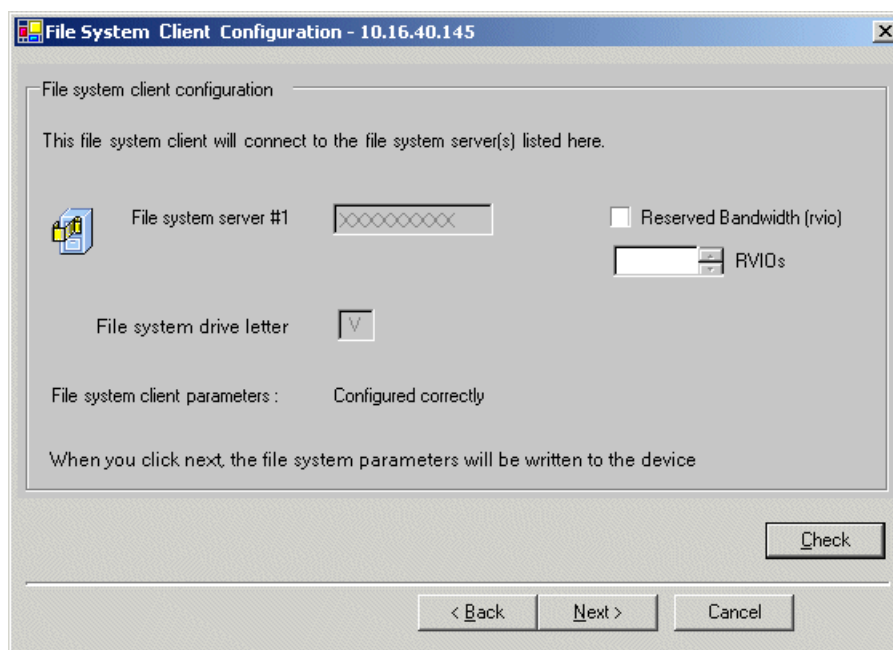 File System Client Configuration - 10.16.40.145
File system client configuration
This file system client will connect to the file system server(s) listed here.
File system server #1 XXXXXXXXXX Reserved Bandwidth (rvio)
RVIOs
File system drive letter V
File system client parameters : Configured correctly
When you click next, the file system parameters will be written to the device
Check
< Back Next > Cancel